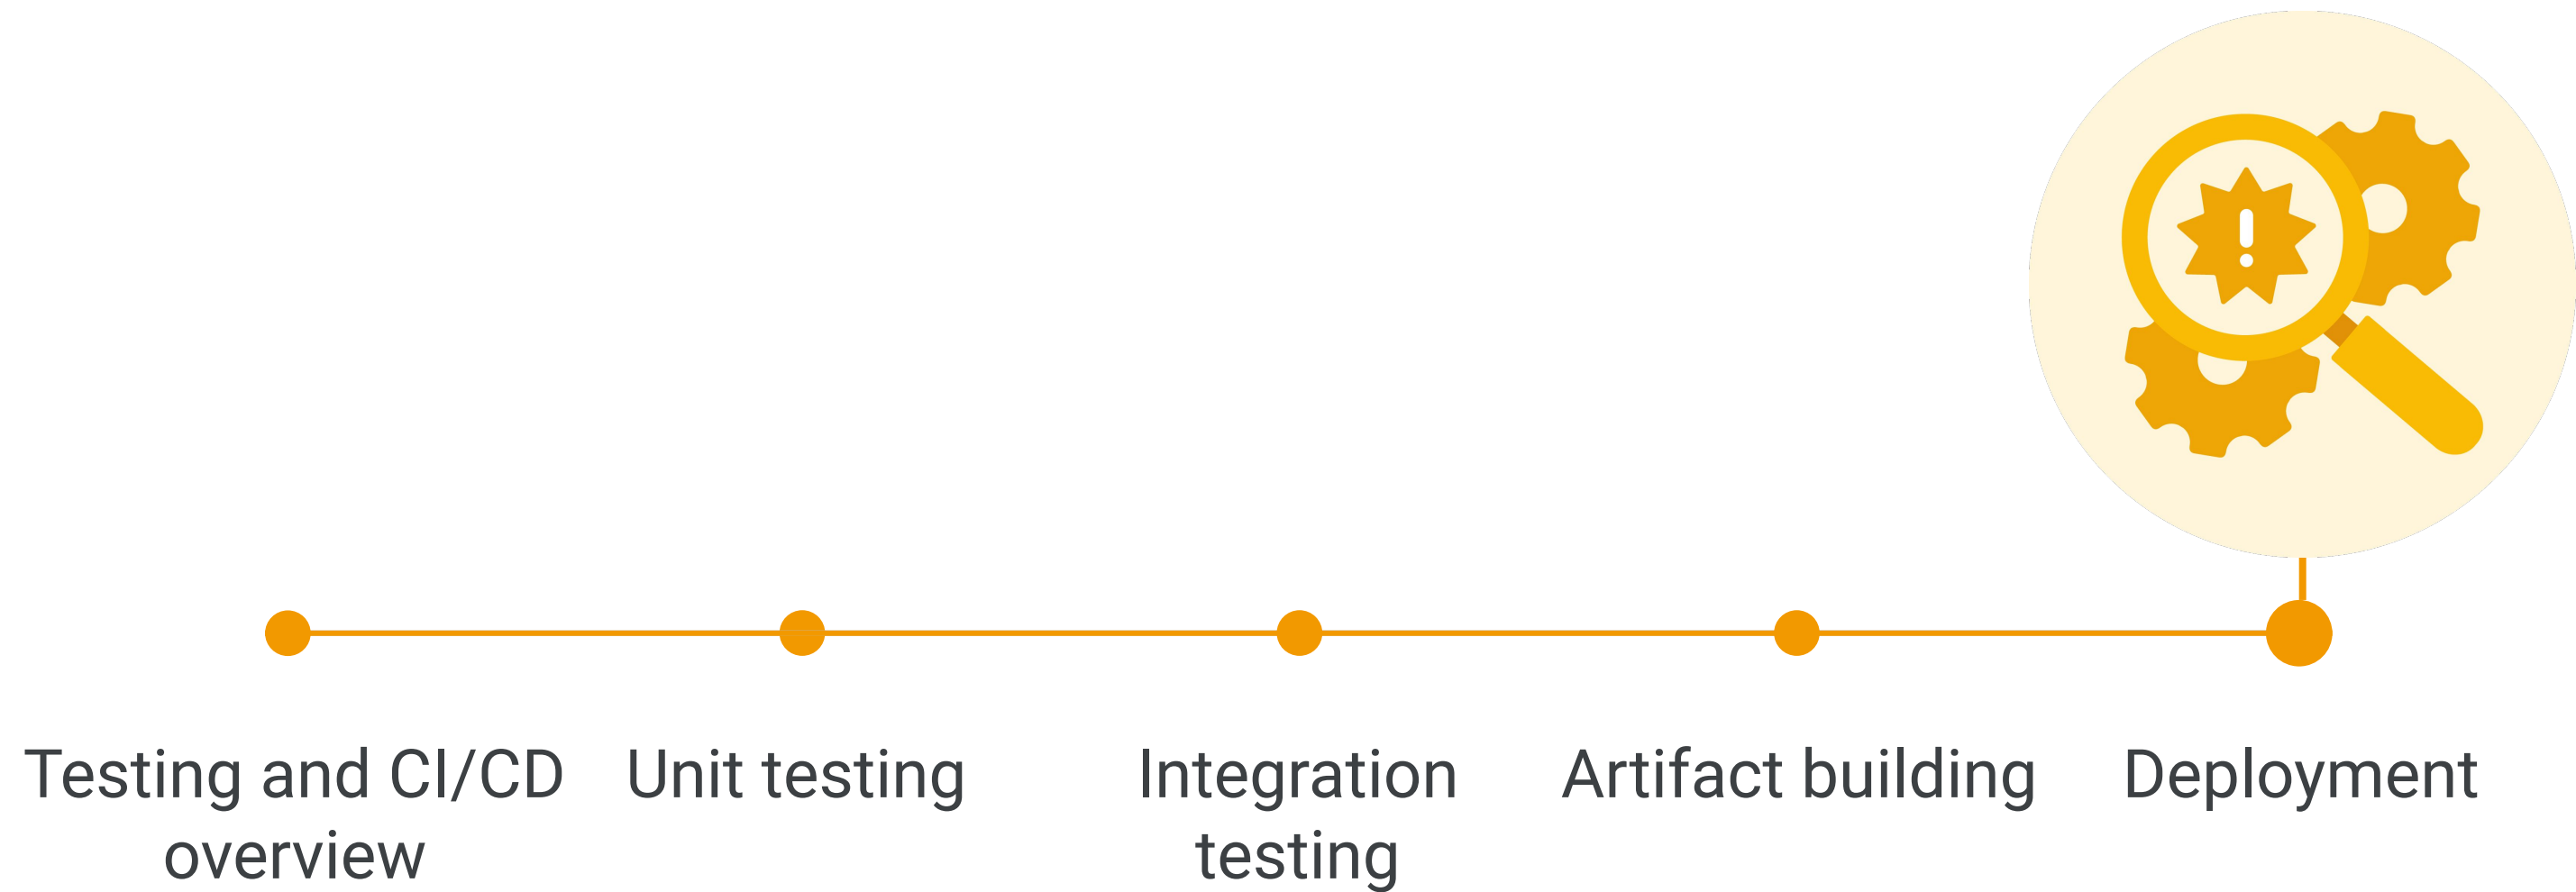 Testing and CI/CD
overview
Unit testing
Integration
testing
Artifact building
Deployment